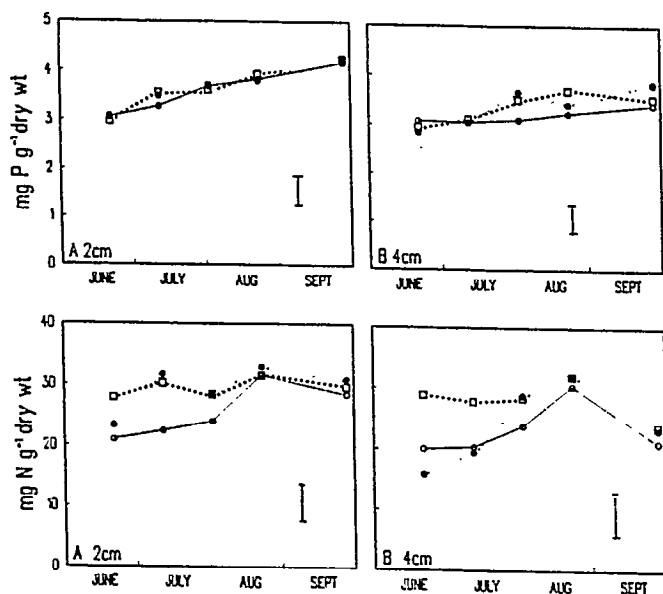 mg P g⁻¹ dry wt
5
4
3
2
1
0
A 2cm
B 4cm
JUNE JULY AUG SEPT
JUNE JULY AUG SEPT
mg N g⁻¹ dry wt
40
30
20
10
0
A 2cm
B 4cm
JUNE JULY AUG SEPT
JUNE JULY AUG SEPT